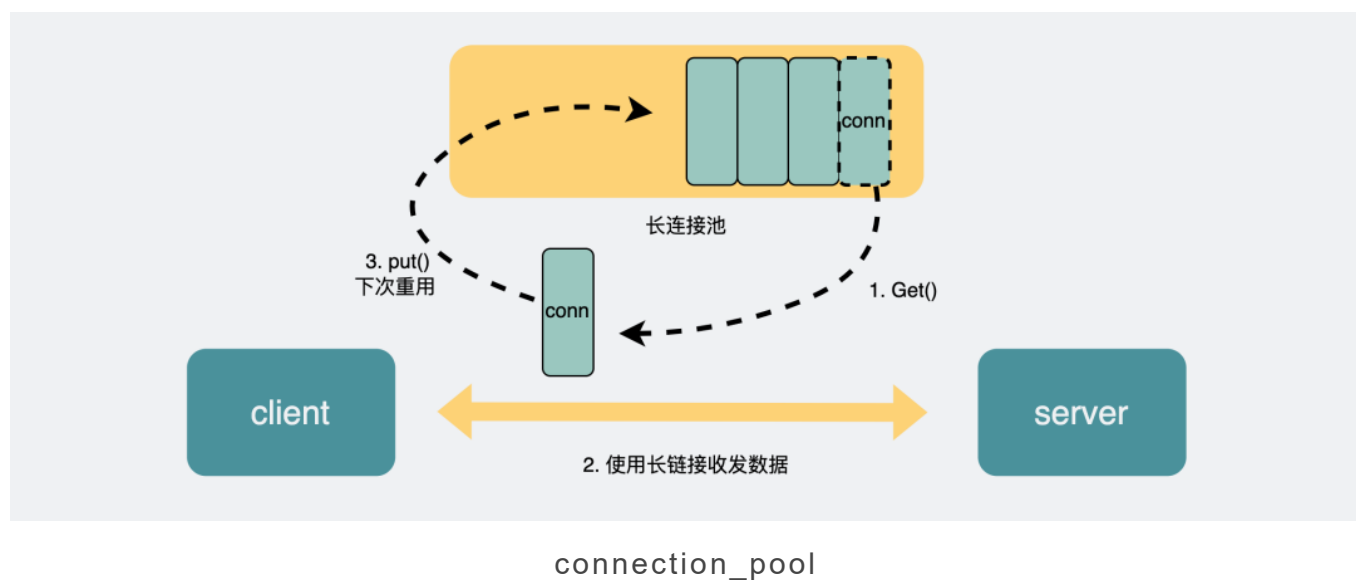 conn
长连接池
3. put()
下次重用
1. Get()
conn
client
server
2. 使用长链接收发数据
connection_pool